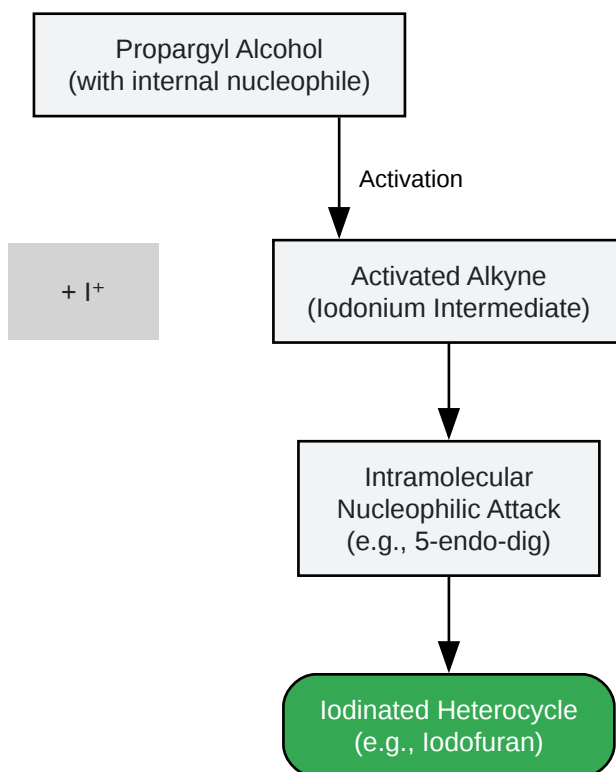 Propargyl Alcohol
(with internal nucleophile)
Activation
+ I⁺
Activated Alkyne
(Iodonium Intermediate)
Intramolecular
Nucleophilic Attack
(e.g., 5-endo-dig)
Iodinated Heterocycle
(e.g., Iodofuran)